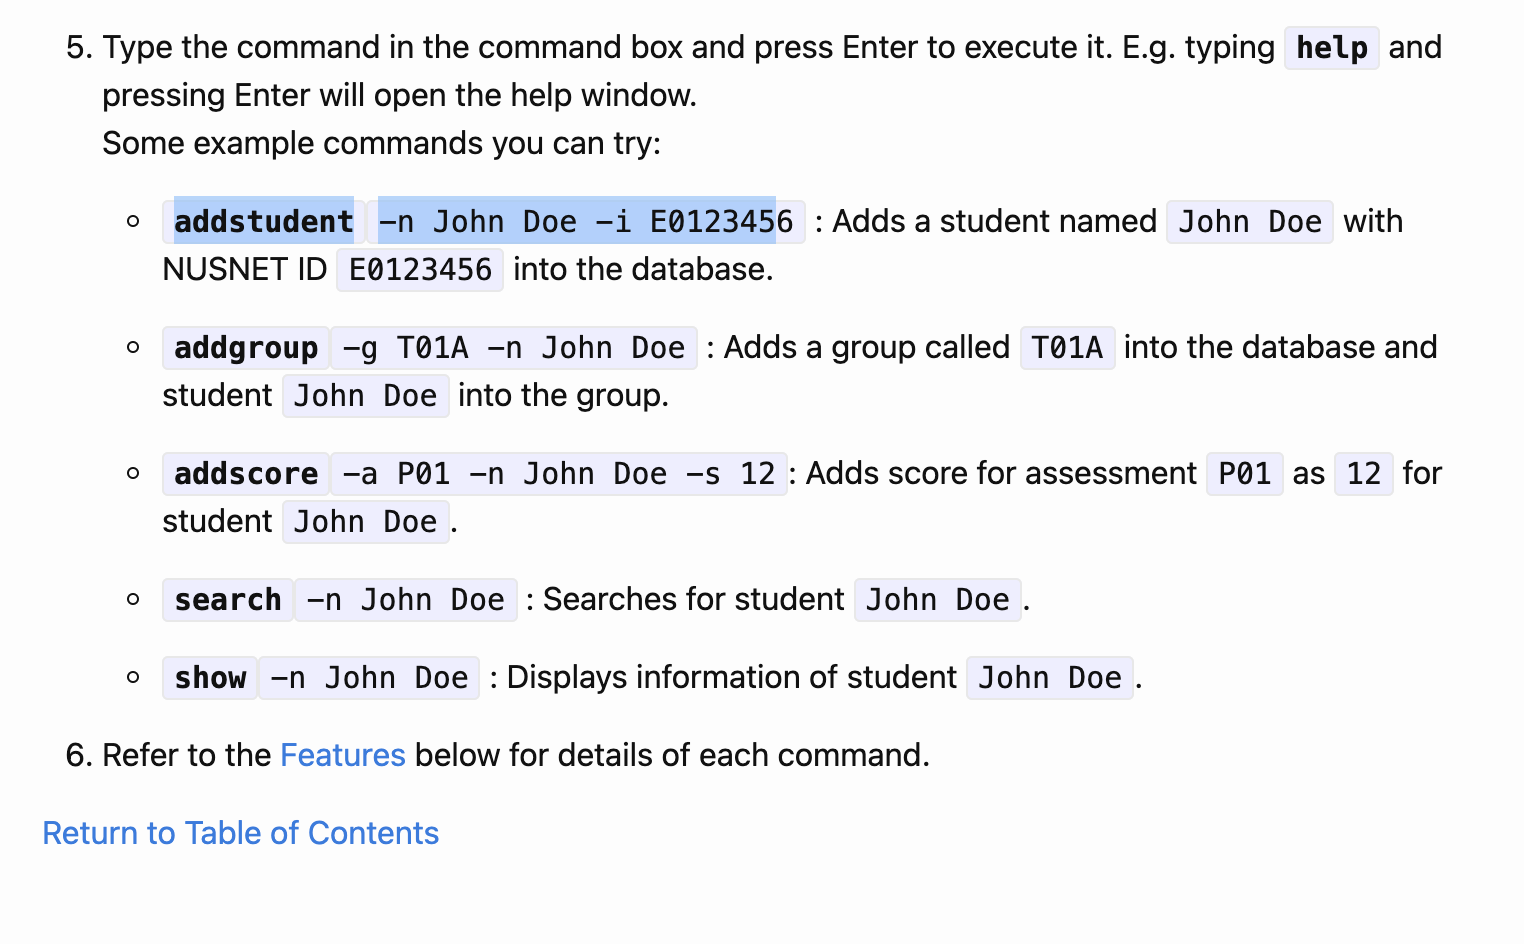 5. Type the command in the command box and press Enter to execute it. E.g. typing help and
pressing Enter will open the help window.
Some example commands you can try:
addstudent –n John Doe –i E0123456 : Adds a student named John Doe with
NUSNET ID E0123456 into the database.
addgroup –g T01A –n John Doe : Adds a group called T01A into the database and
student John Doe into the group.
addscore –a P01 –n John Doe –s 12 : Adds score for assessment P01 as 12 for
student John Doe .
search –n John Doe : Searches for student John Doe .
show –n John Doe : Displays information of student John Doe .
6. Refer to the Features below for details of each command.
Return to Table of Contents